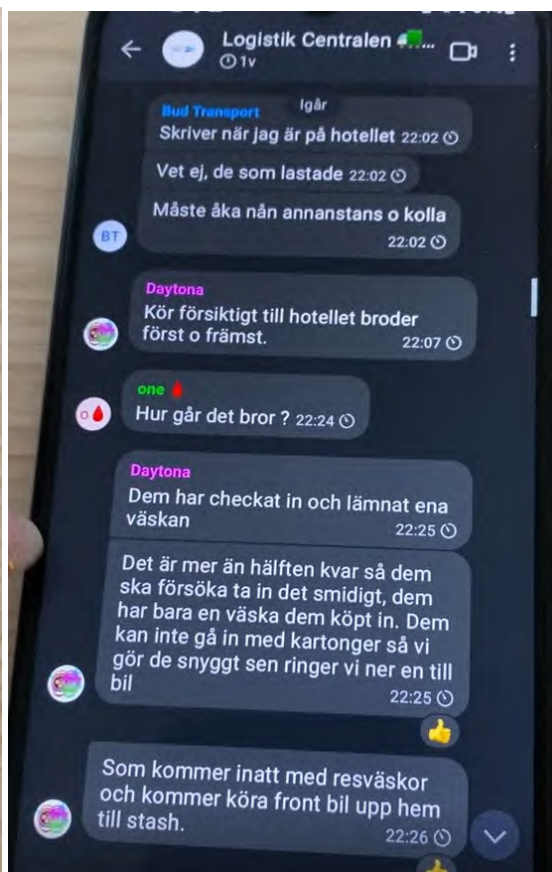 Logistik Centralen 🚛...
1v
Igår
Bud Transport
Skriver när jag är på hotellet 22:02
Vet ej, de som lastade 22:02
Måste åka nån annanstans o kolla
22:02
BT
Daytona
Kör försiktigt till hotellet broder
först o främst.
22:07
one 🩸
o🩸
Hur går det bror ? 22:24
Daytona
Dem har checkat in och lämnat ena
väskan
22:25
Det är mer än hälften kvar så dem
ska försöka ta in det smidigt, dem
har bara en väska dem köpt in. Dem
kan inte gå in med kartonger så vi
gör de snyggt sen ringer vi ner en till
bil
22:25
👍
Som kommer inatt med resväskor
och kommer köra front bil upp hem
till stash.
22:26